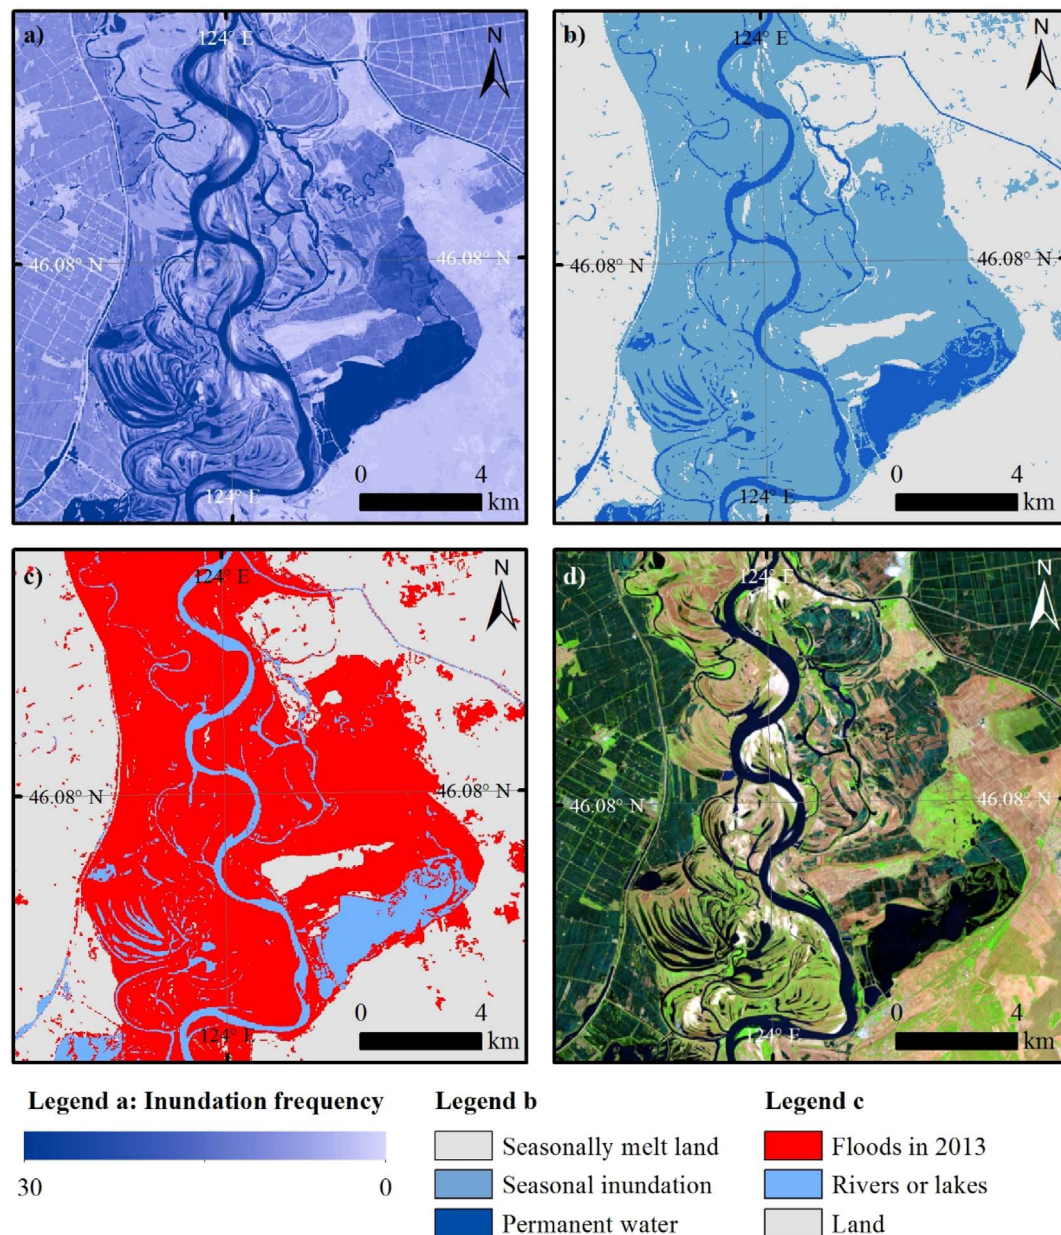 a)
124° E
N
46.08° N
46.08° N
0
4
km
124° E
b)
124° E
N
46.08° N
46.08° N
0
4
km
124° E
c)
124° E
N
46.08° N
46.08° N
0
4
km
124° E
d)
124° E
N
46.08° N
46.08° N
0
4
km
124° E
Legend a: Inundation frequency
30
0
Legend b
Seasonally melt land
Seasonal inundation
Permanent water
Legend c
Floods in 2013
Rivers or lakes
Land